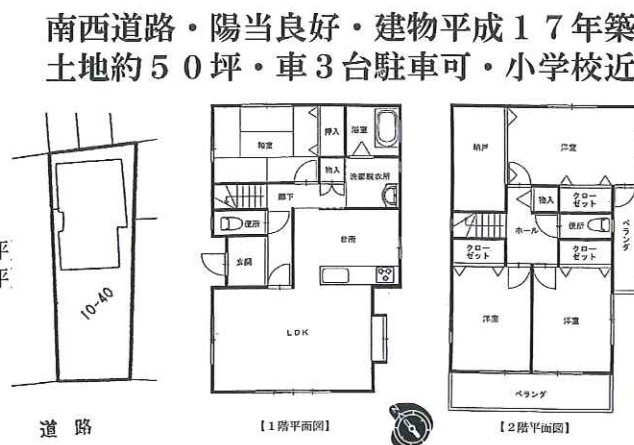 南西道路・陽当良好・建物平成１７年築
土地約５０坪・車３台駐車可・小学校近
平
平
10-40
道 路
和室
押入
浴室
物入
洗面脱衣所
廊下
便所
台所
玄関
LDK
【1階平面図】
納戸
洋室
物入
クローゼット
ホール
便所
ベランダ
クローゼット
クローゼット
洋室
洋室
ベランダ
【2階平面図】